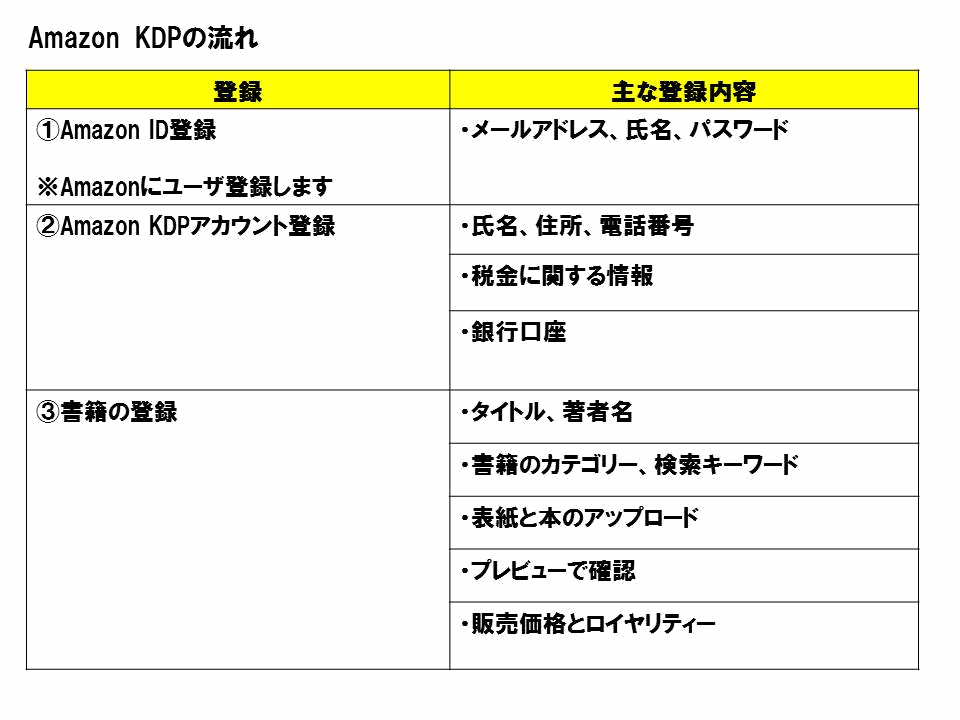 Amazon KDPの流れ
登録
主な登録内容
①Amazon ID登録
・メールアドレス、氏名、パスワード
※Amazonにユーザ登録します
②Amazon KDPアカウント登録
・氏名、住所、電話番号
・税金に関する情報
・銀行口座
③書籍の登録
・タイトル、著者名
・書籍のカテゴリー、検索キーワード
・表紙と本のアップロード
・プレビューで確認
・販売価格とロイヤリティー